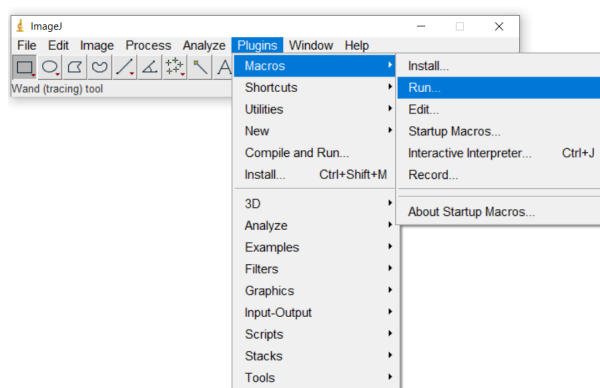 ImageJ
File Edit Image Process Analyze Plugins Window Help
A
Wand (tracing) tool
Macros
Shortcuts
Utilities
New
Compile and Run...
Install... Ctrl+Shift+M
3D
Analyze
Examples
Filters
Graphics
Input-Output
Scripts
Stacks
Tools
Install...
Run...
Edit...
Startup Macros...
Interactive Interpreter... Ctrl+J
Record...
About Startup Macros...